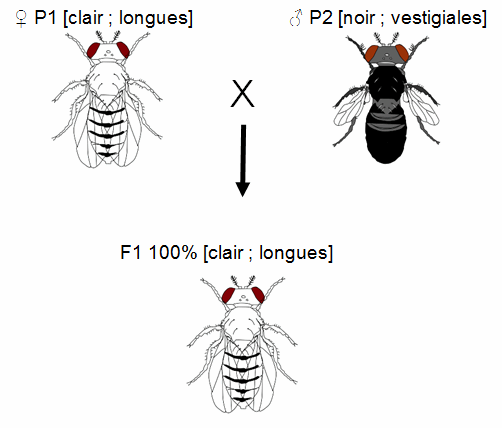 ♀ P1 [clair ; longues]
♂ P2 [noir ; vestigiales]
X
F1 100% [clair ; longues]